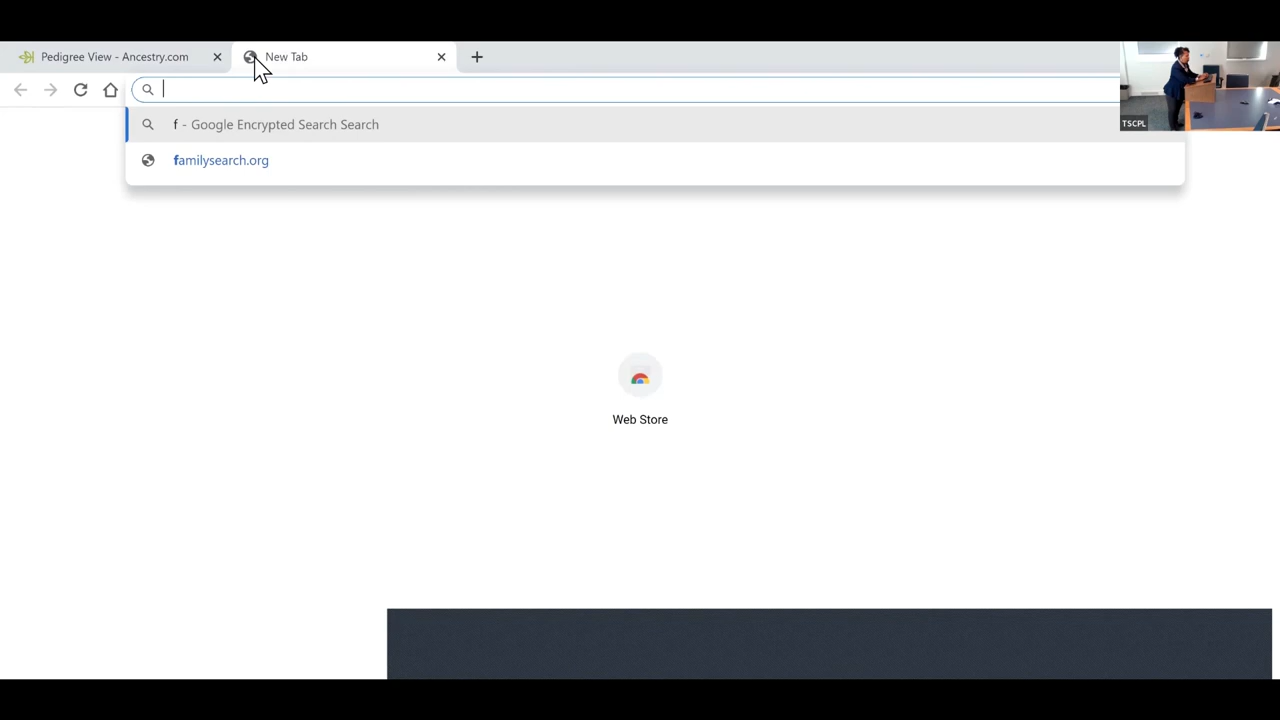 Pedigree View - Ancestry.com
New Tab
f - Google Encrypted Search Search
familysearch.org
TSCPL
Web Store